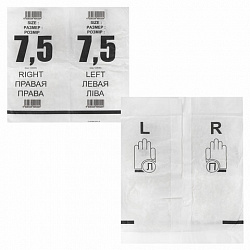 SIZE -
РАЗМЕР
РОЗМІР
7,5
RIGHT
ПРАВАЯ
ПРАВА
SIZE -
РАЗМЕР
РОЗМІР
7,5
LEFT
ЛЕВАЯ
ЛІВА
L
R
Л
П